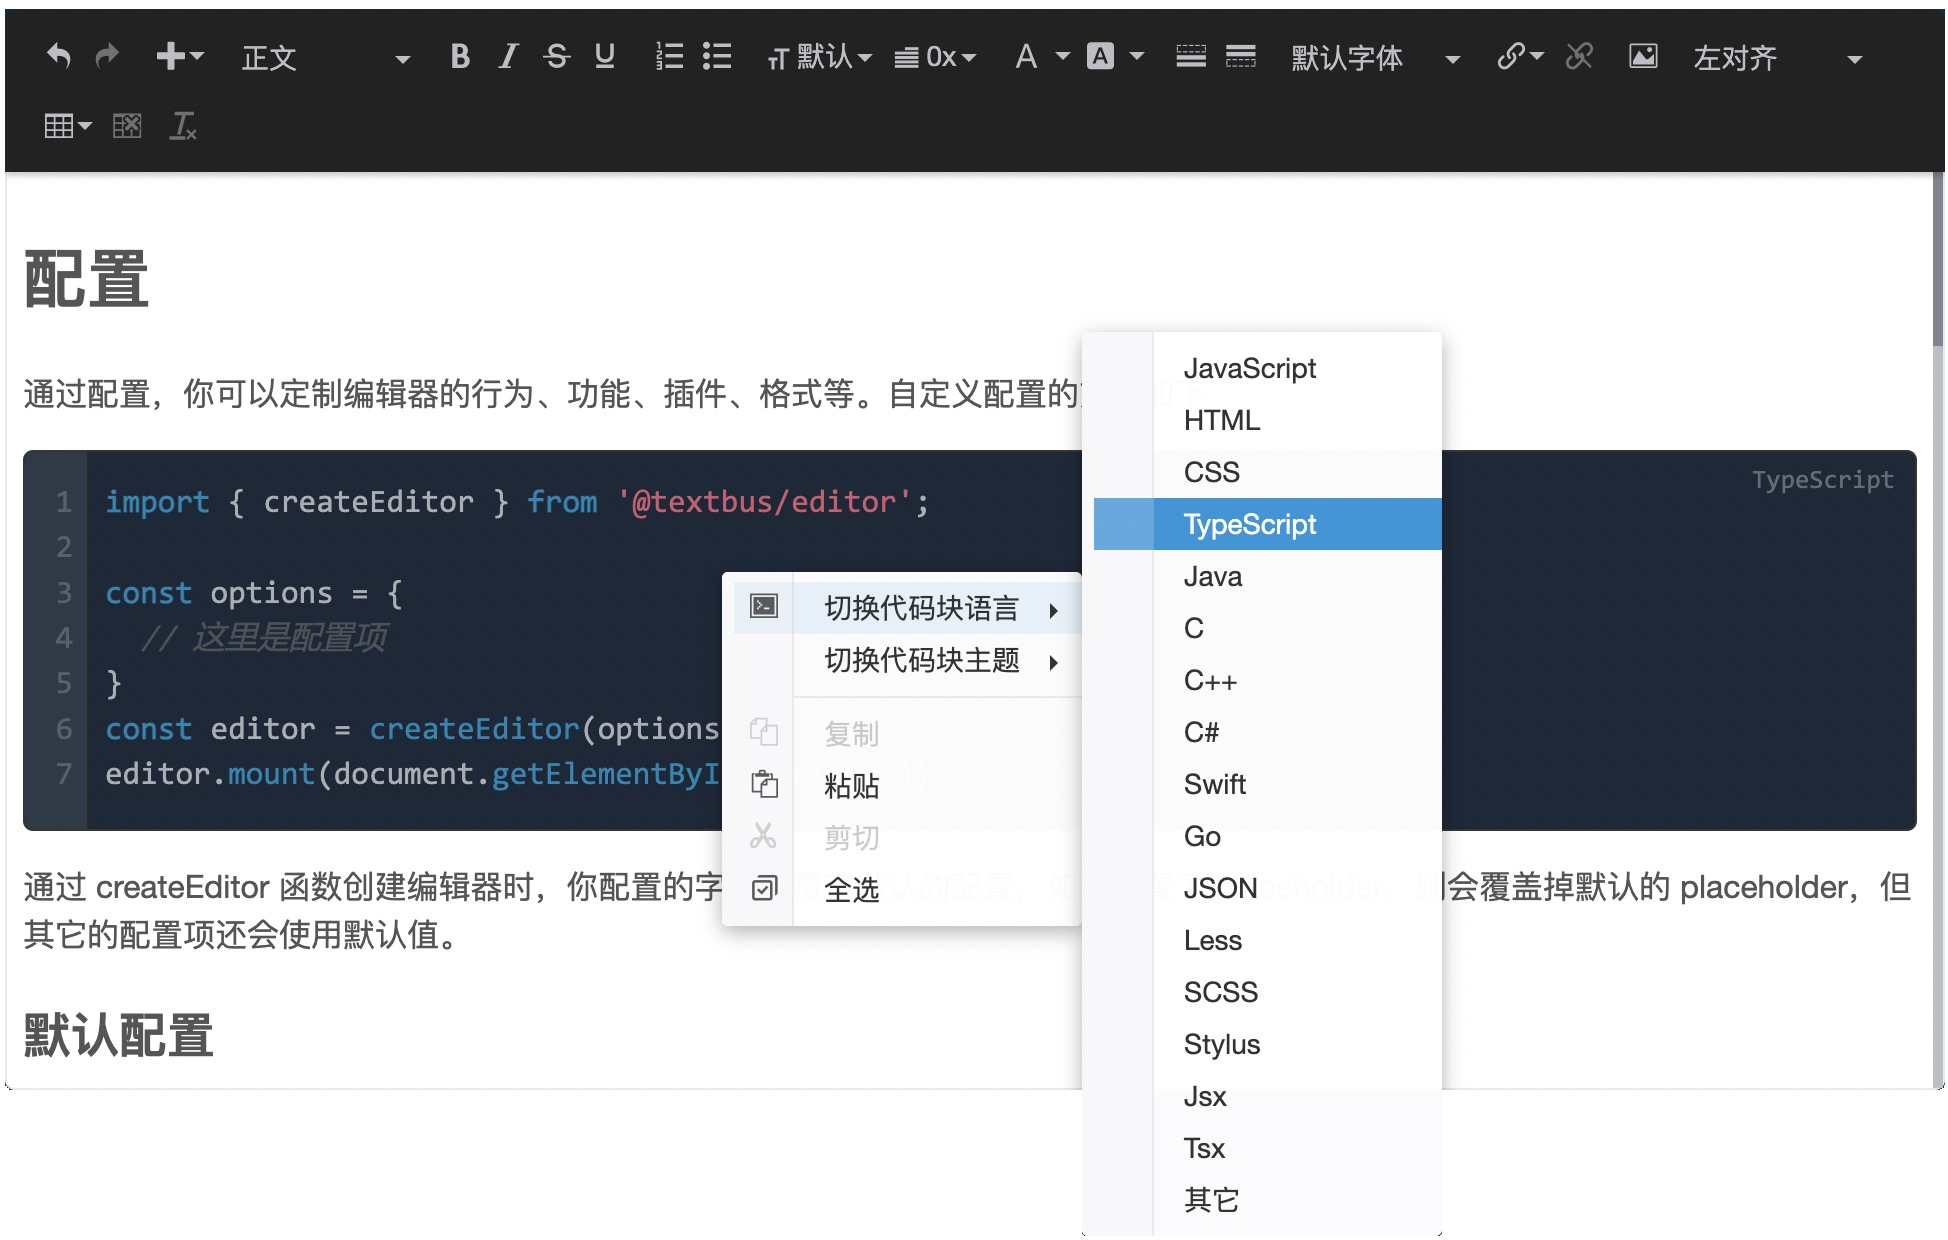 正文 B I S U 默认 0x A A 默认字体 左对齐
配置
通过配置，你可以定制编辑器的行为、功能、插件、格式等。自定义配置的
TypeScript
1 import { createEditor } from '@textbus/editor';
2
3 const options = {
4 // 这里是配置项
5 }
6 const editor = createEditor(options
7 editor.mount(document.getElementByI
通过 createEditor 函数创建编辑器时，你配置的字 则会覆盖掉默认的 placeholder，但
其它的配置项还会使用默认值。
默认配置
切换代码块语言
切换代码块主题
复制
粘贴
剪切
全选
JavaScript
HTML
CSS
TypeScript
Java
C
C++
C#
Swift
Go
JSON
Less
SCSS
Stylus
Jsx
Tsx
其它